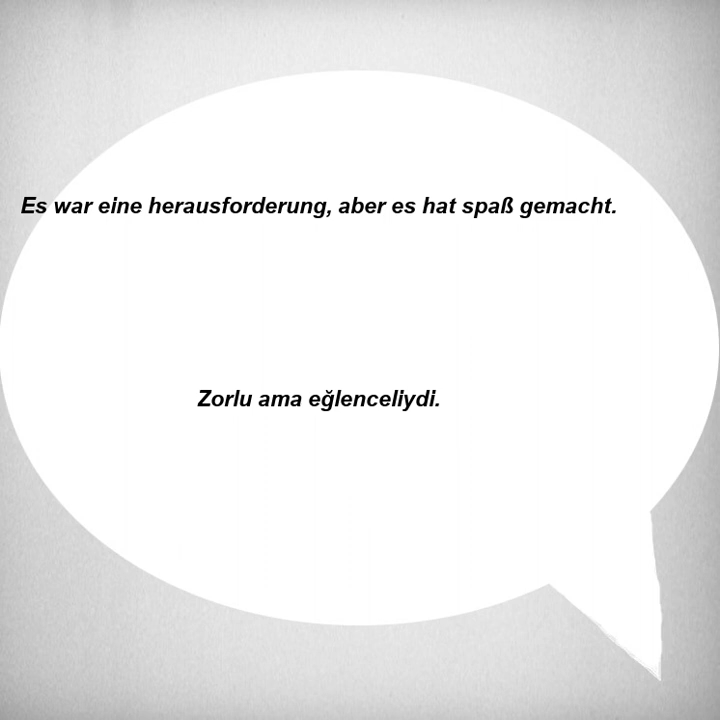 Es war eine herausforderung, aber es hat spaß gemacht.
Zorlu ama eğlenceliydi.